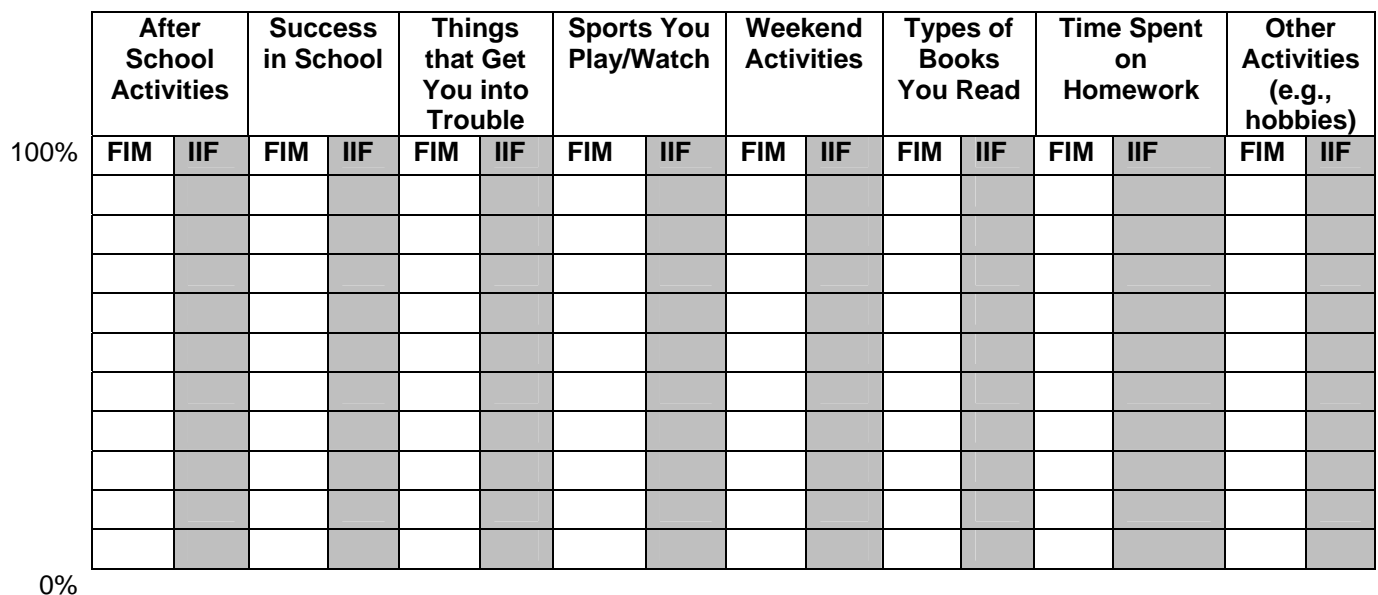 After School Activities
Success in School
Things that Get You into Trouble
Sports You Play/Watch
Weekend Activities
Types of Books You Read
Time Spent on Homework
Other Activities (e.g., hobbies)
100% FIM IIF FIM IIF FIM IIF FIM IIF FIM IIF FIM IIF FIM IIF FIM IIF
0%